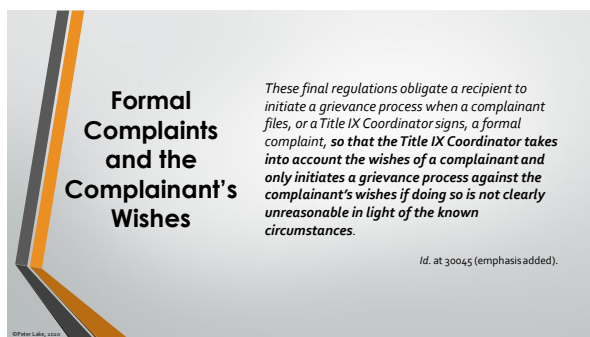 Formal
Complaints
and the
Complainant's
Wishes
These final regulations obligate a recipient to
initiate a grievance process when a complainant
files, or a Title IX Coordinator signs, a formal
complaint, so that the Title IX Coordinator takes
into account the wishes of a complainant and
only initiates a grievance process against the
complainant's wishes if doing so is not clearly
unreasonable in light of the known
circumstances.
Id. at 30045 (emphasis added).
©Peter Lake, 2020